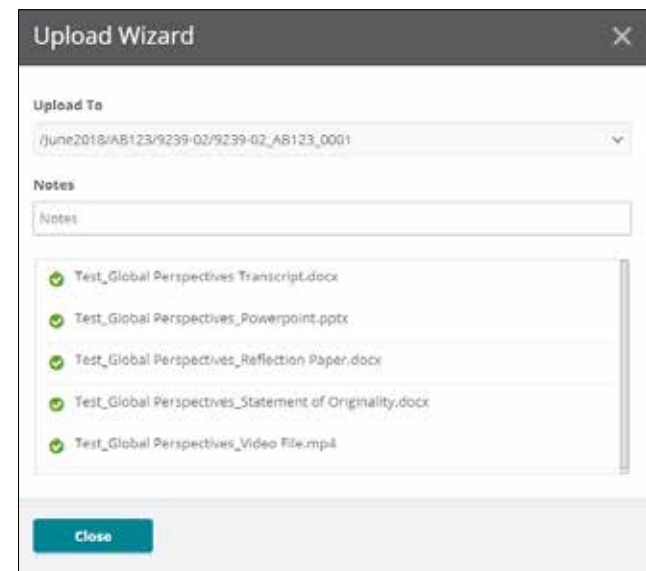 Upload Wizard
Upload To
/June2018/AB123/9239-02/9239-02_AB123_0001
Notes
Notes
Test_Global Perspectives Transcript.docx
Test_Global Perspectives_Powerpoint.pptx
Test_Global Perspectives_Reflection Paper.docx
Test_Global Perspectives_Statement of Originality.docx
Test_Global Perspectives_Video File.mp4
Close